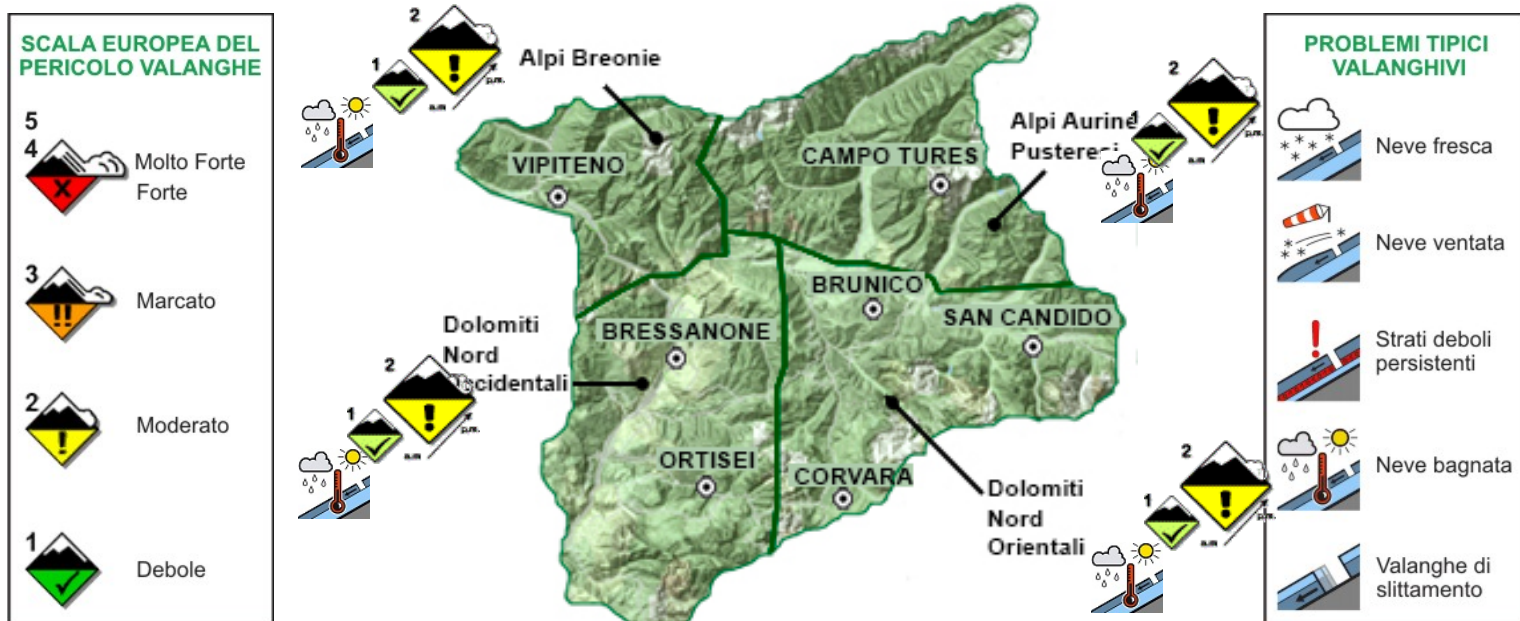 SCALA EUROPEA DEL
PERICOLO VALANGHE
5
4
Molto Forte
Forte
3
Marcato
2
Moderato
1
Debole
2
1
a.m
p.m.
Alpi Breonie
VIPITENO
CAMPO TURES
Alpi Aurine
Pusteresi
2
a.m
p.m.
BRUNICO
BRESSANONE
SAN CANDIDO
Dolomiti
Nord
Occidentali
2
1
a.m
p.m.
ORTISEI
CORVARA
Dolomiti
Nord
Orientali
2
1
a.m
p.m.
PROBLEMI TIPICI
VALANGHIVI
Neve fresca
Neve ventata
Strati deboli
persistenti
Neve bagnata
Valanghe di
slittamento